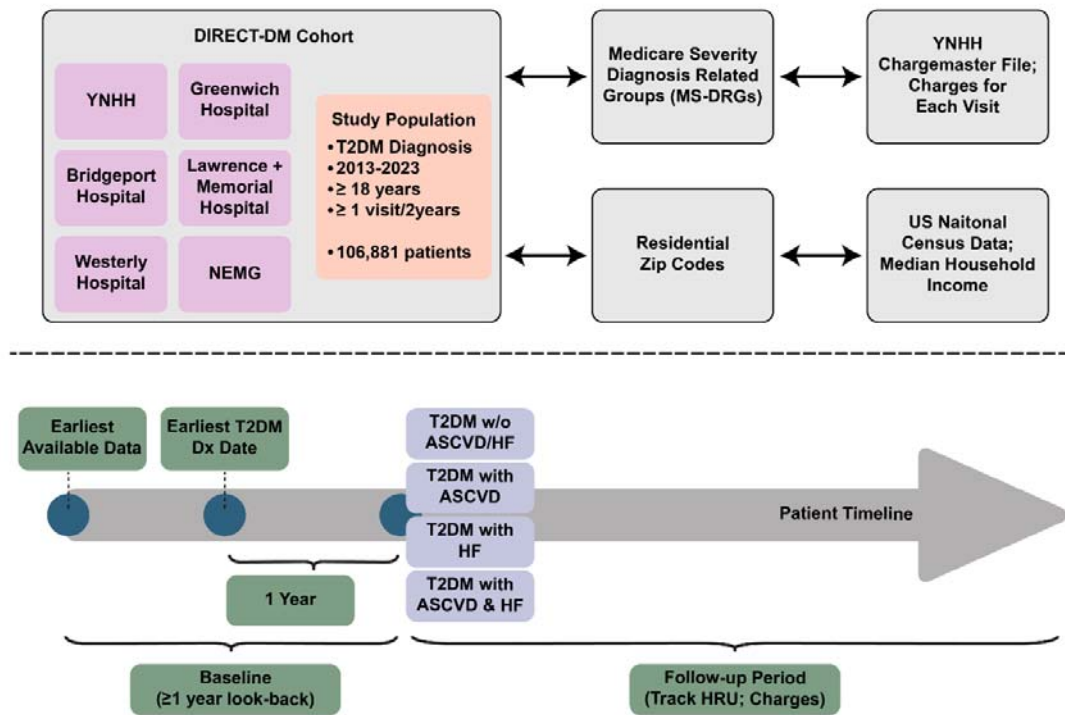 DIRECT-DM Cohort
YNHH
Greenwich
Hospital
Bridgeport
Hospital
Lawrence +
Memorial
Hospital
Westerly
Hospital
NEMG
Study Population
• T2DM Diagnosis
• 2013-2023
• ≥ 18 years
• ≥ 1 visit/2years
• 106,881 patients
Medicare Severity
Diagnosis Related
Groups (MS-DRGs)
YNHH
Chargemaster File;
Charges for
Each Visit
Residential
Zip Codes
US Naitonal
Census Data;
Median Household
Income
Earliest
Available Data
Earliest T2DM
Dx Date
T2DM w/o
ASCVD/HF
T2DM with
ASCVD
T2DM with
HF
T2DM with
ASCVD & HF
Patient Timeline
1 Year
Baseline
(≥1 year look-back)
Follow-up Period
(Track HRU; Charges)